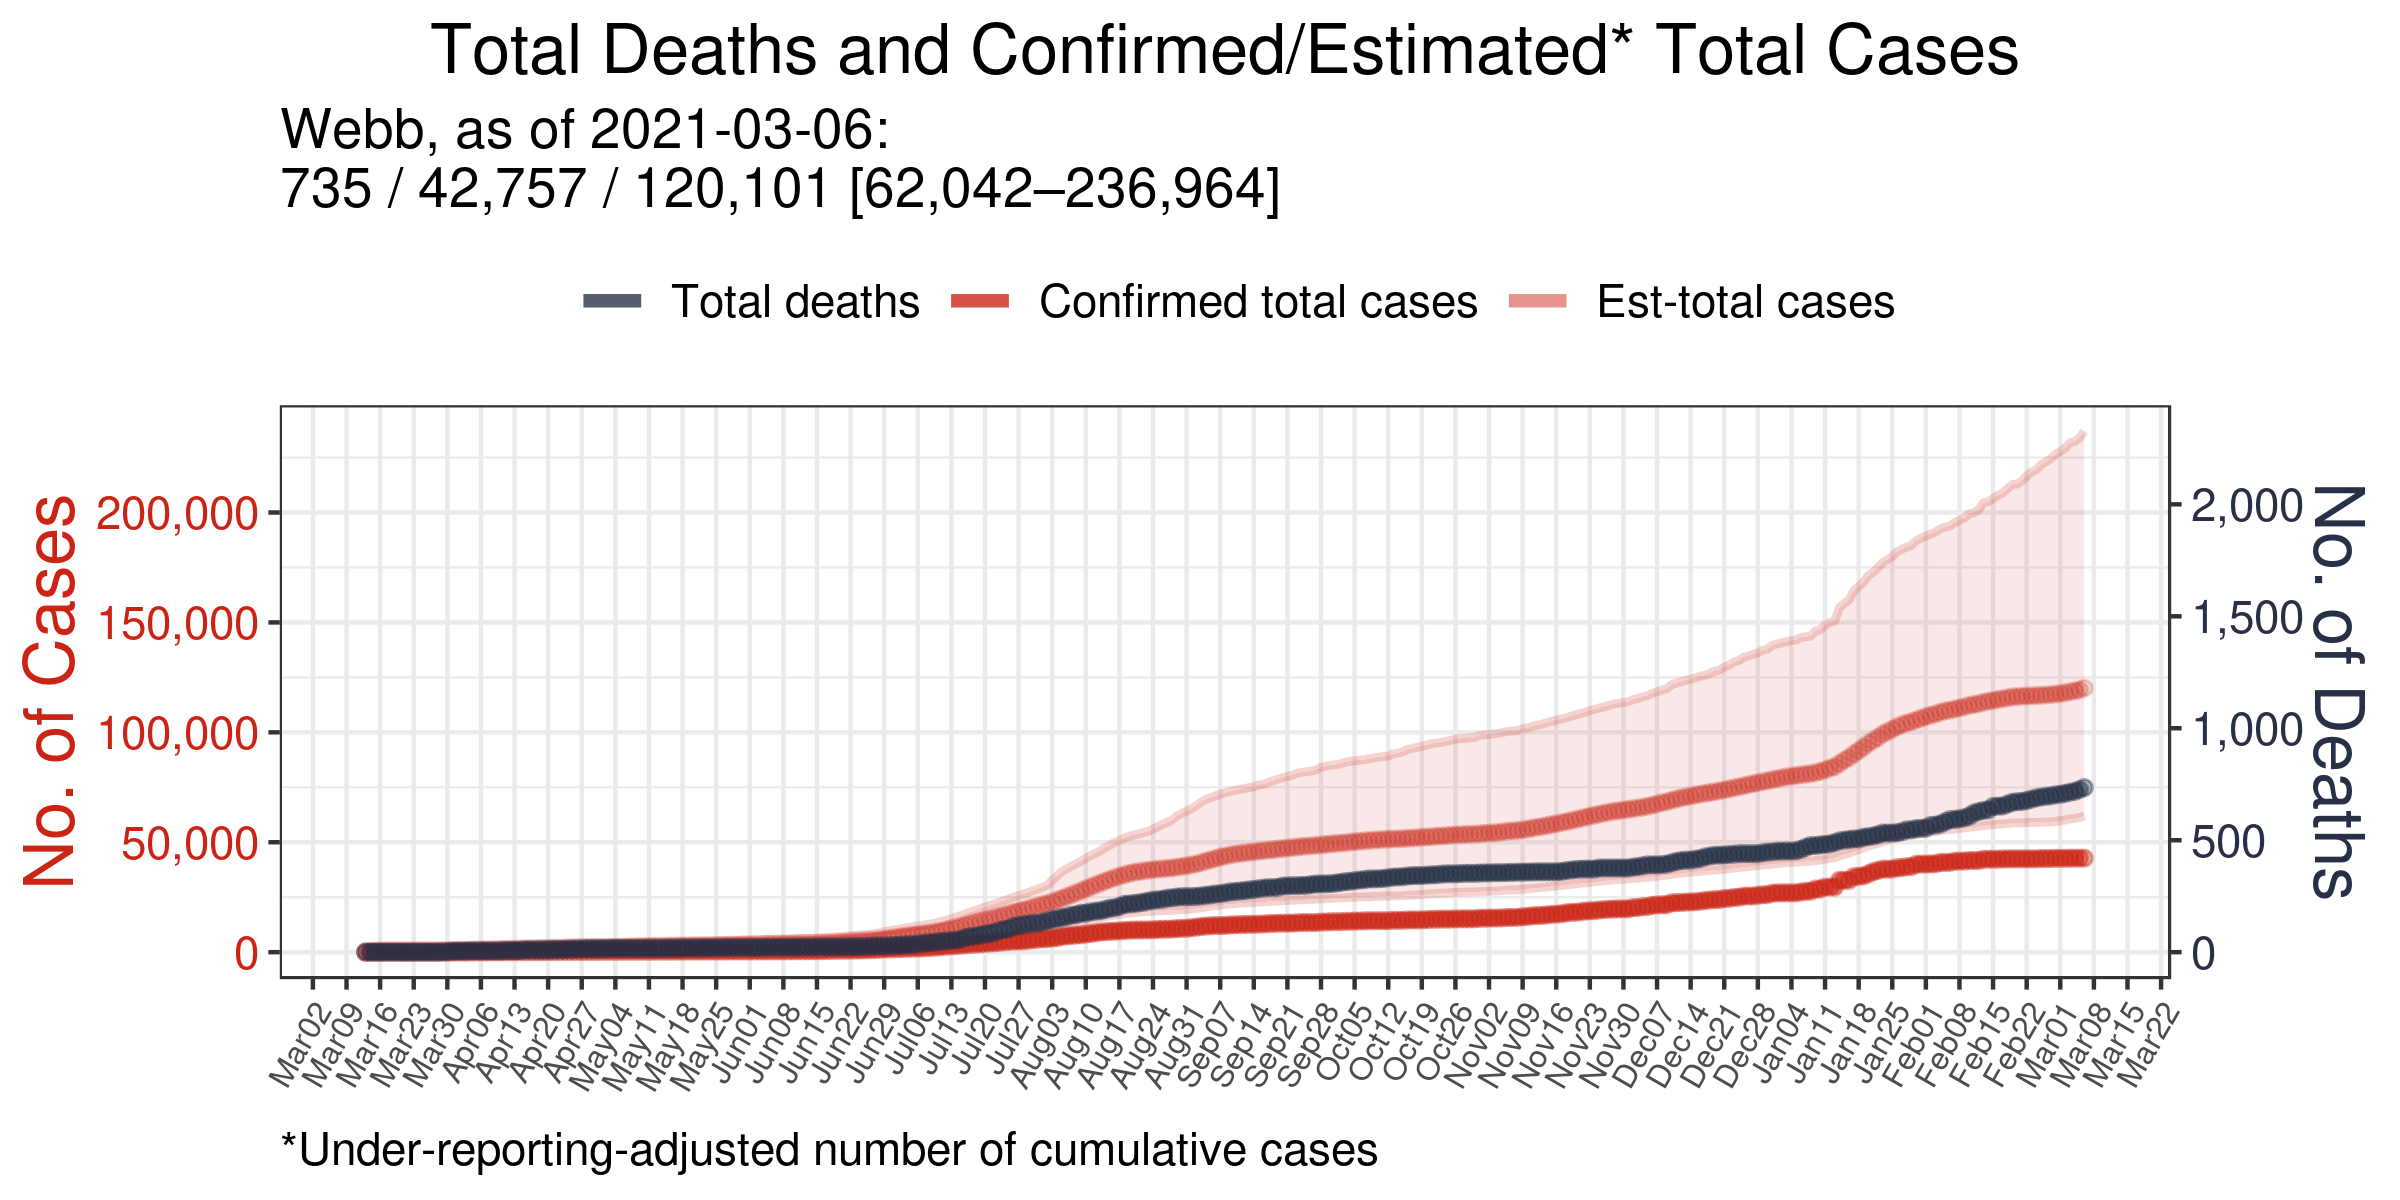 Total Deaths and Confirmed/Estimated* Total Cases
Webb, as of 2021-03-06:
735 / 42,757 / 120,101 [62,042–236,964]
Total deaths
Confirmed total cases
Est-total cases
No. of Cases
200,000
150,000
100,000
50,000
0
2,000
1,500
1,000
500
0
No. of Deaths
Mar02
Mar09
Mar16
Mar23
Mar30
Apr06
Apr13
Apr20
Apr27
May04
May11
May18
May25
Jun01
Jun08
Jun15
Jun22
Jun29
Jul06
Jul13
Jul20
Jul27
Aug03
Aug10
Aug17
Aug24
Aug31
Sep07
Sep14
Sep21
Sep28
Oct05
Oct12
Oct19
Oct26
Nov02
Nov09
Nov16
Nov23
Nov30
Dec07
Dec14
Dec21
Dec28
Jan04
Jan11
Jan18
Jan25
Feb01
Feb08
Feb15
Feb22
Mar01
Mar08
Mar15
Mar22
*Under-reporting-adjusted number of cumulative cases